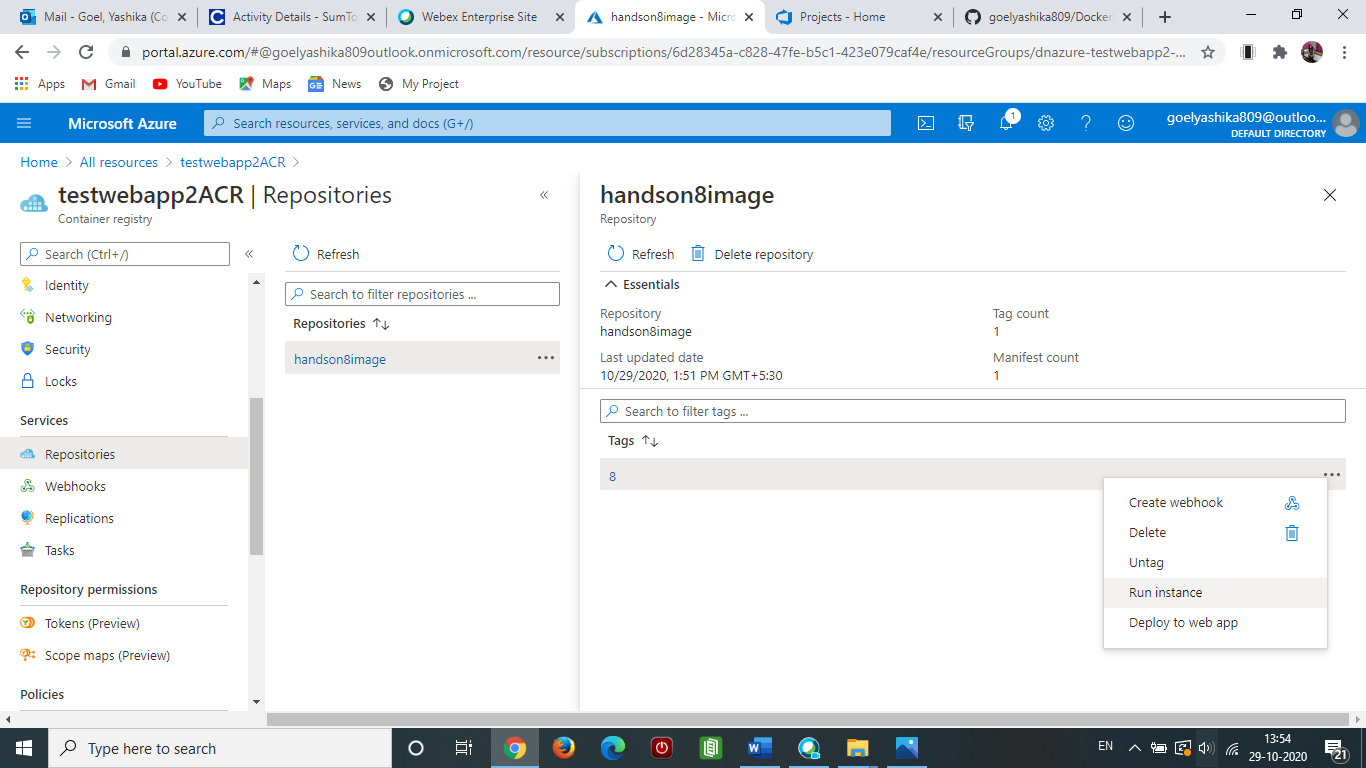 Mail - Goel, Yashika (Co
Activity Details - SumTo
Webex Enterprise Site
handson8image - Micro
Projects - Home
goelyashika809/Docker
portal.azure.com/#@goelyashika809outlook.onmicrosoft.com/resource/subscriptions/6d28345a-c828-47fe-b5c1-423e079caf4e/resourceGroups/dnazure-testwebapp2-...
Apps
Gmail
YouTube
Maps
News
My Project
Microsoft Azure
Search resources, services, and docs (G+/)
1
goelyashika809@outloo...
DEFAULT DIRECTORY
Home > All resources > testwebapp2ACR >
testwebapp2ACR | Repositories
Container registry
Search (Ctrl+/)
Identity
Networking
Security
Locks
Services
Repositories
Webhooks
Replications
Tasks
Repository permissions
Tokens (Preview)
Scope maps (Preview)
Policies
Refresh
Search to filter repositories ...
Repositories
handson8image
handson8image
Repository
Refresh
Delete repository
Essentials
Repository
handson8image
Tag count
1
Last updated date
10/29/2020, 1:51 PM GMT+5:30
Manifest count
1
Search to filter tags ...
Tags
8
Create webhook
Delete
Untag
Run instance
Deploy to web app
Type here to search
EN
13:54
29-10-2020
21